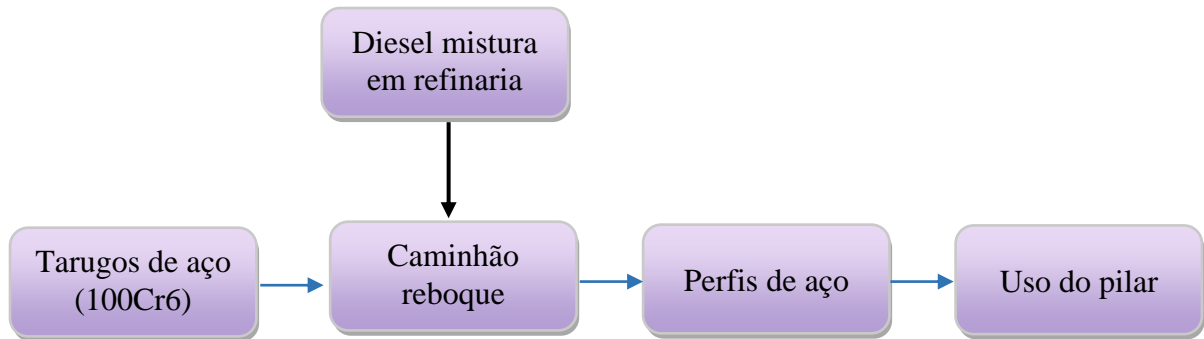 Diesel mistura
em refinaria
Tarugos de aço
(100Cr6)
Caminhão
reboque
Perfis de aço
Uso do pilar